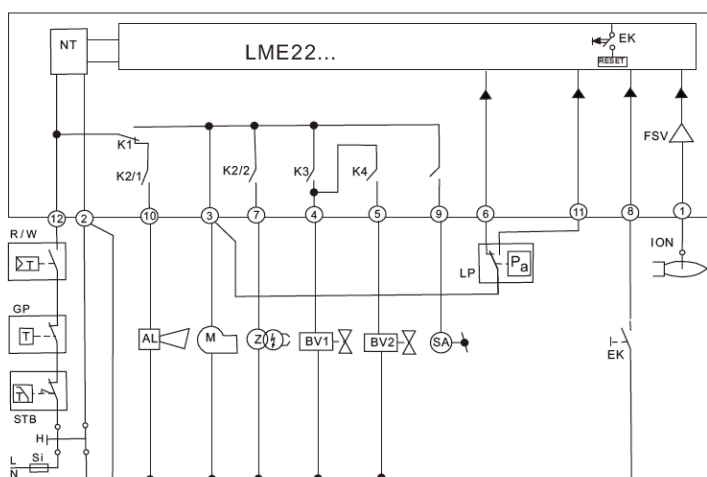 NT
LME22...
EK
RESET
FSV
K1
K2/1
K2/2
K3
K4
12 2 10 3 7 4 5 9 6 11 8 1
R/W
T
LP
Pa
ION
GP
T
AL
M
Z
BV1
BV2
SA
EK
T
STB
H
L
Si
N